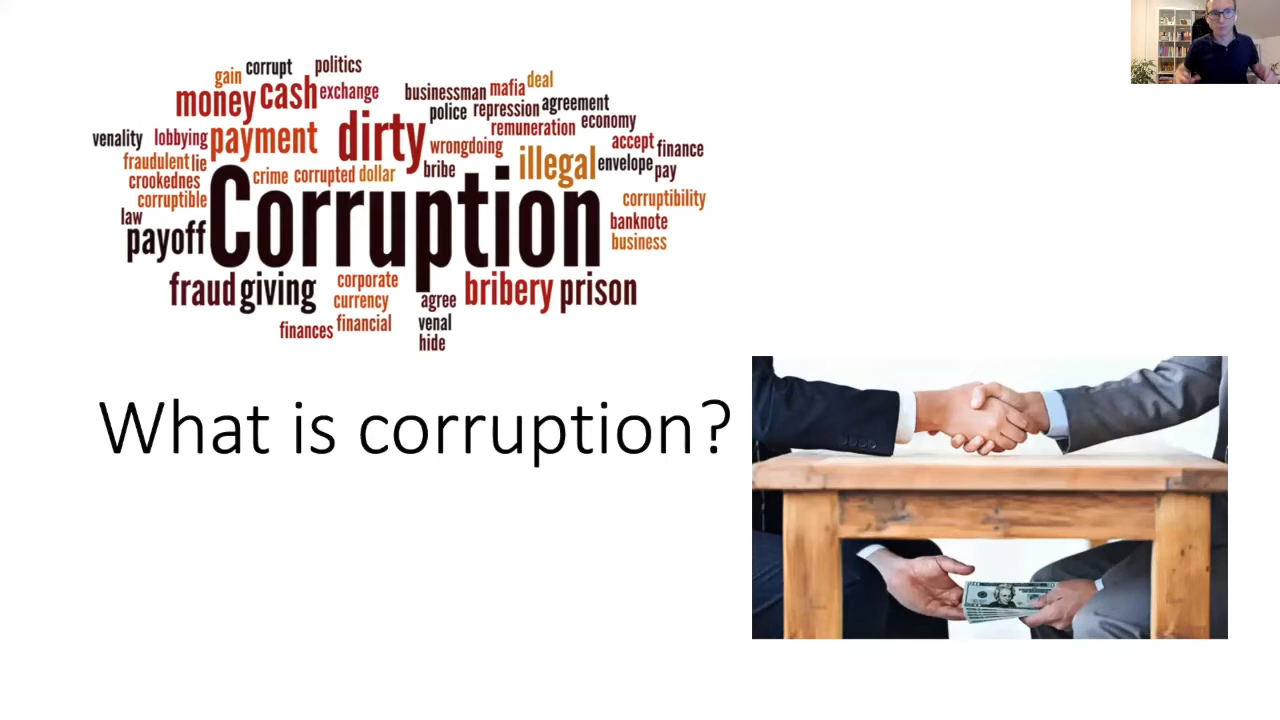 gain corrupt politics
money cash exchange
businessman mafia deal
police repression agreement
remuneration economy
venality lobbying payment dirty wrongdoing
illegal accept finance
envelope pay
fraudulent lie
crookednes crime corrupted dollar bribe
corruptible
corruptibility
law
payoff Corruption banknote
business
fraud giving corporate bribery prison
currency agree
finances financial venal
hide
What is corruption?